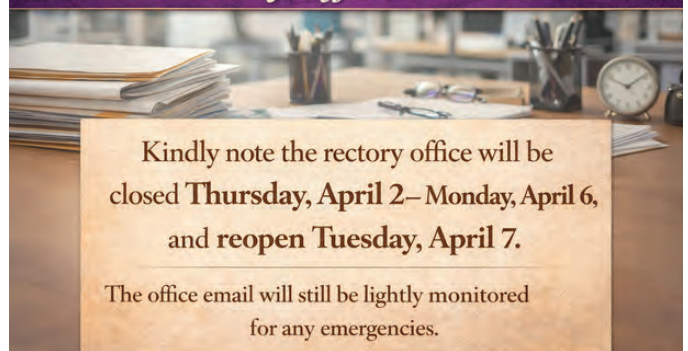 Kindly note the rectory office will be
closed Thursday, April 2– Monday, April 6,
and reopen Tuesday, April 7.
The office email will still be lightly monitored
for any emergencies.